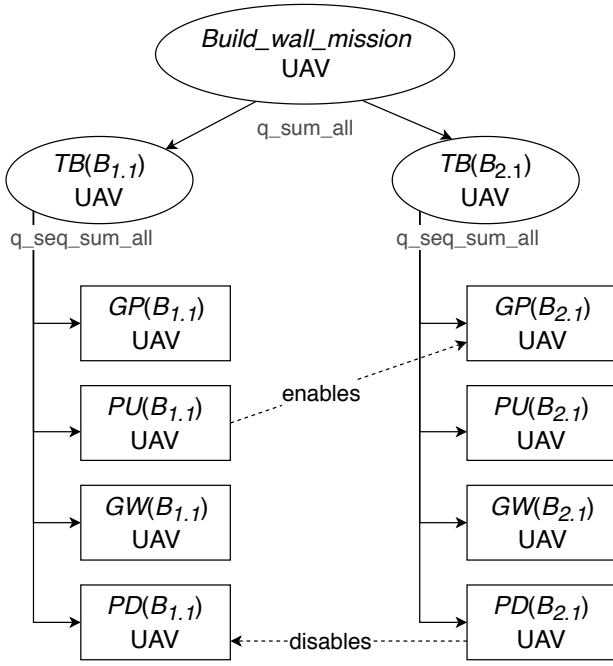 Build_wall_mission
UAV
q_sum_all
TB(B1.1)
UAV
TB(B2.1)
UAV
q_seq_sum_all
q_seq_sum_all
GP(B1.1)
UAV
GP(B2.1)
UAV
enables
PU(B1.1)
UAV
PU(B2.1)
UAV
GW(B1.1)
UAV
GW(B2.1)
UAV
PD(B1.1)
UAV
disables
PD(B2.1)
UAV